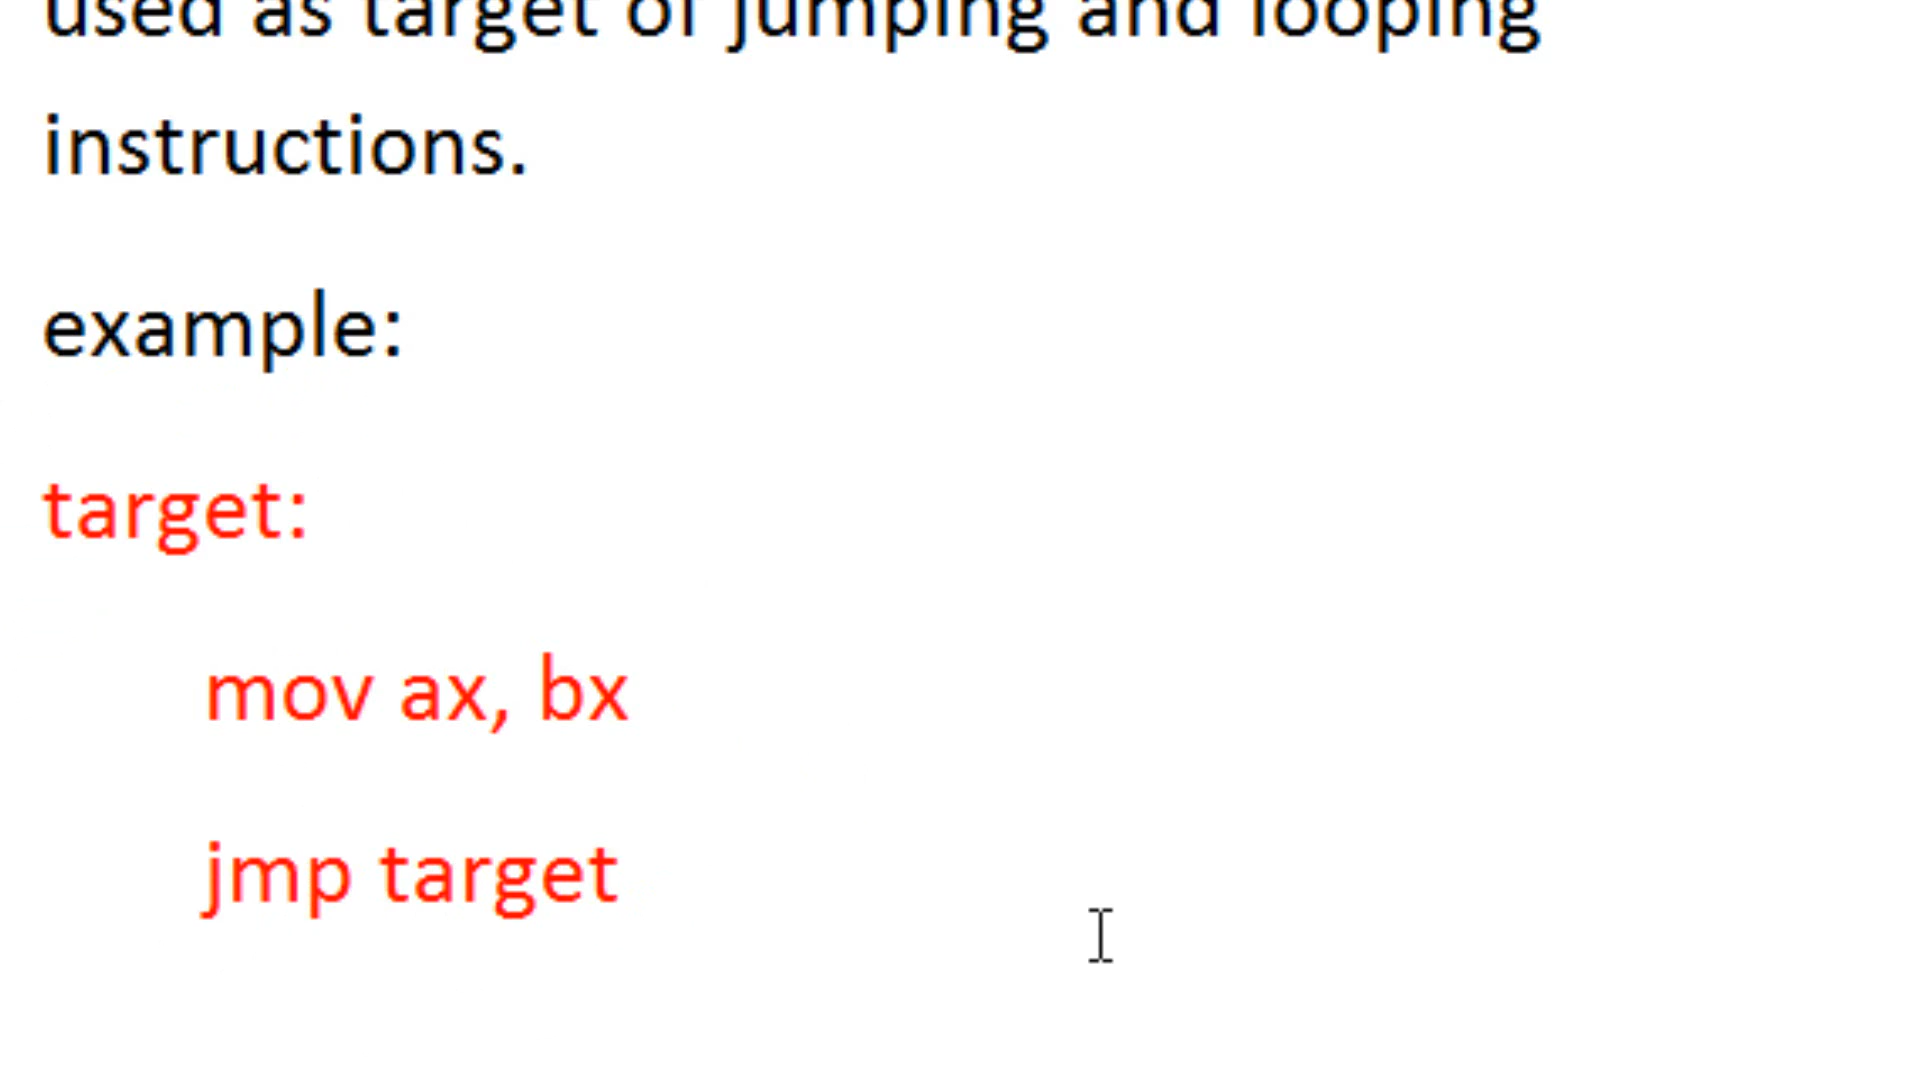 used as target of jumping and looping
instructions.
example:
target:
mov ax, bx
jmp target